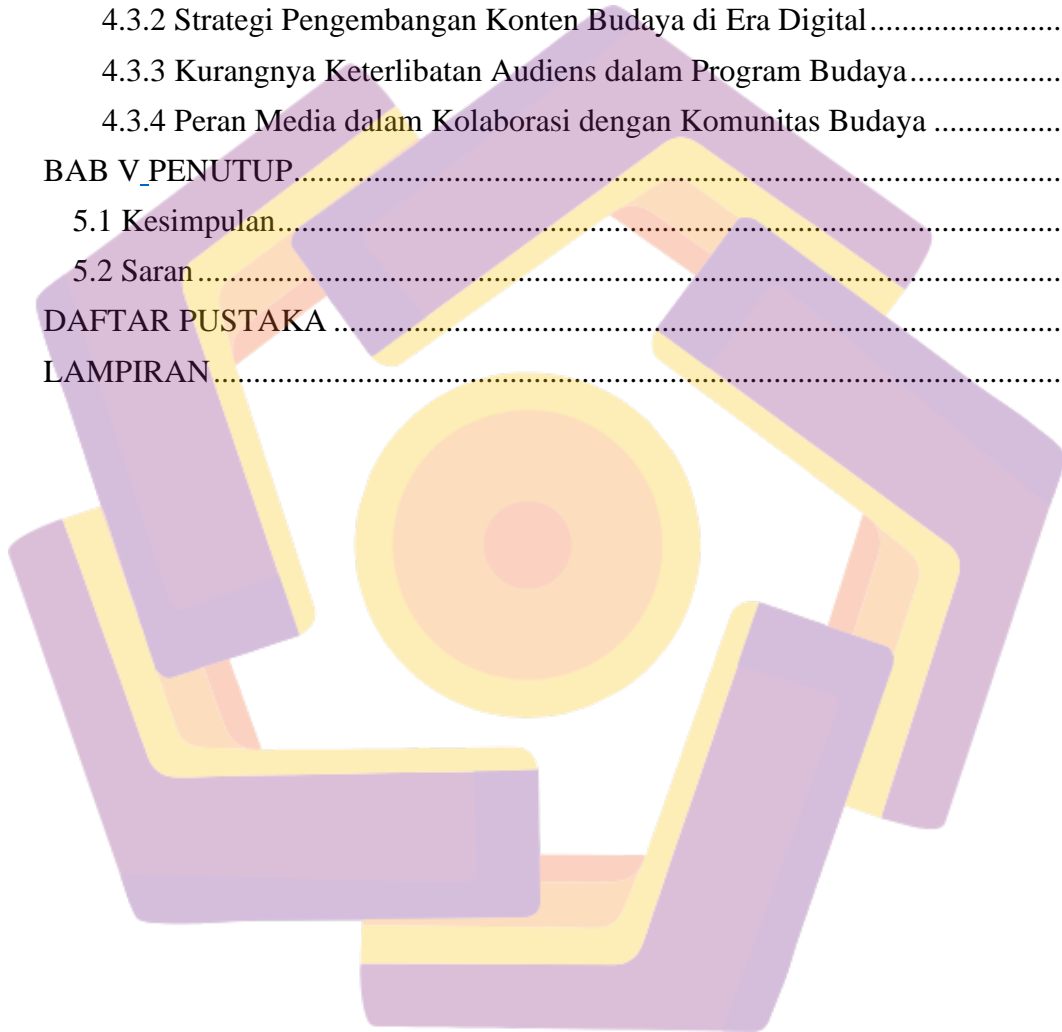 4.3.2 Strategi Pengembangan Konten Budaya di Era Digital........................
4.3.3 Kurangnya Keterlibatan Audiens dalam Program Budaya...................
4.3.4 Peran Media dalam Kolaborasi dengan Komunitas Budaya ................
BAB V PENUTUP................................................................................................
5.1 Kesimpulan..................................................................................................
5.2 Saran............................................................................................................
DAFTAR PUSTAKA ...........................................................................................
LAMPIRAN..........................................................................................................